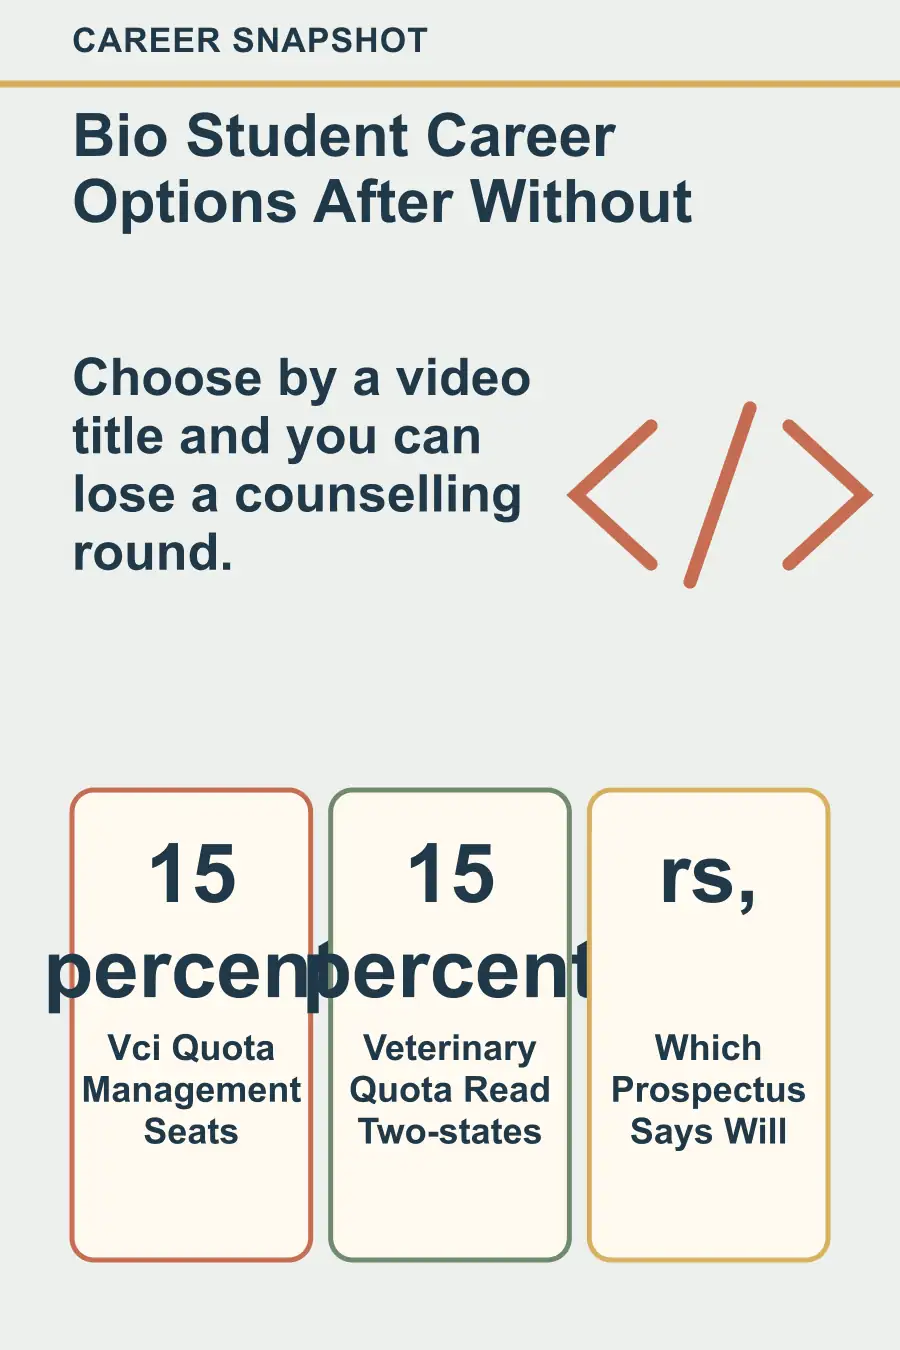 CAREER SNAPSHOT
Bio Student Career
Options After Without
Choose by a video
title and you can
lose a counselling
round.
15
percent
Vci Quota
Management
Seats
15
percent
Veterinary
Quota Read
Two-states
rs,
Which
Prospectus
Says Will